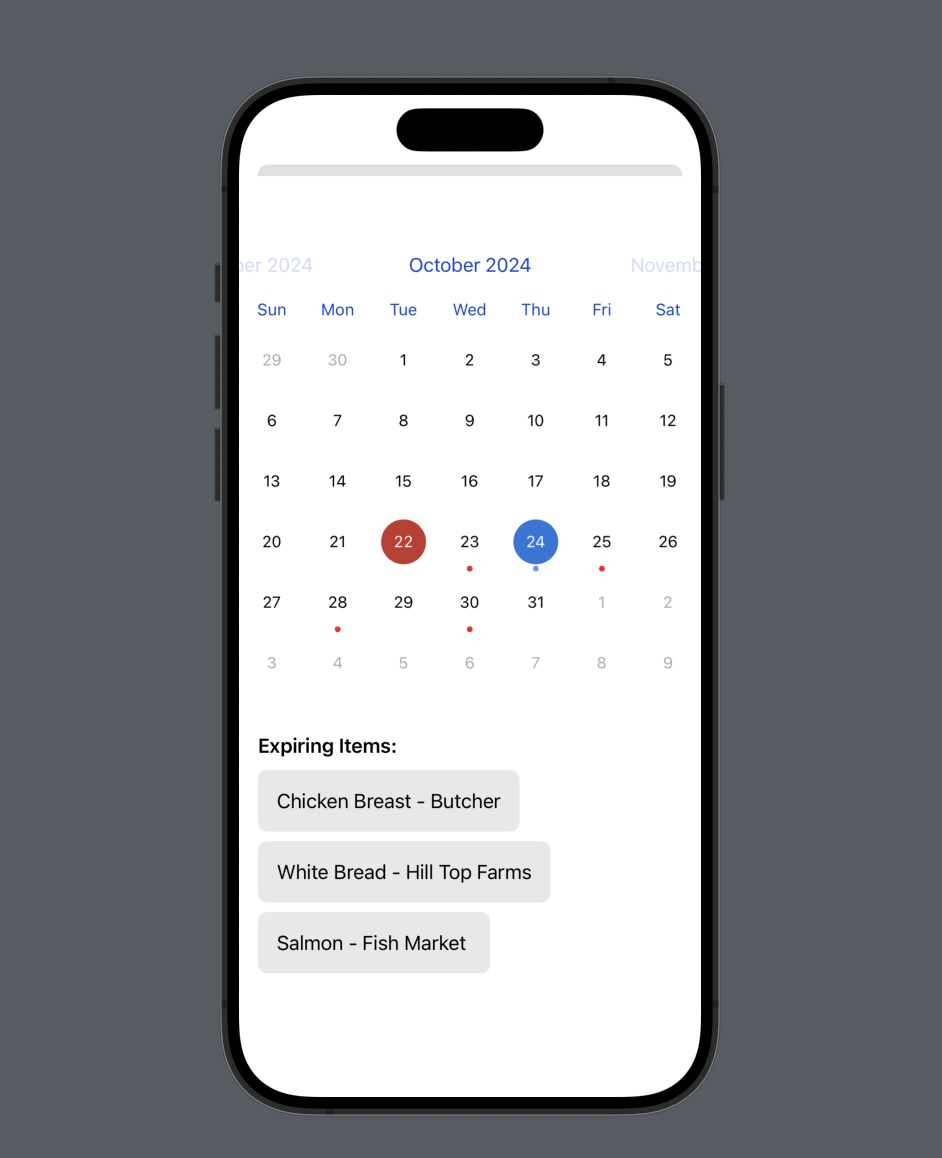 ber 2024 October 2024 Novemb
Sun Mon Tue Wed Thu Fri Sat
29 30 1 2 3 4 5
6 7 8 9 10 11 12
13 14 15 16 17 18 19
20 21 22 23 24 25 26
27 28 29 30 31 1 2
3 4 5 6 7 8 9
Expiring Items:
Chicken Breast - Butcher
White Bread - Hill Top Farms
Salmon - Fish Market